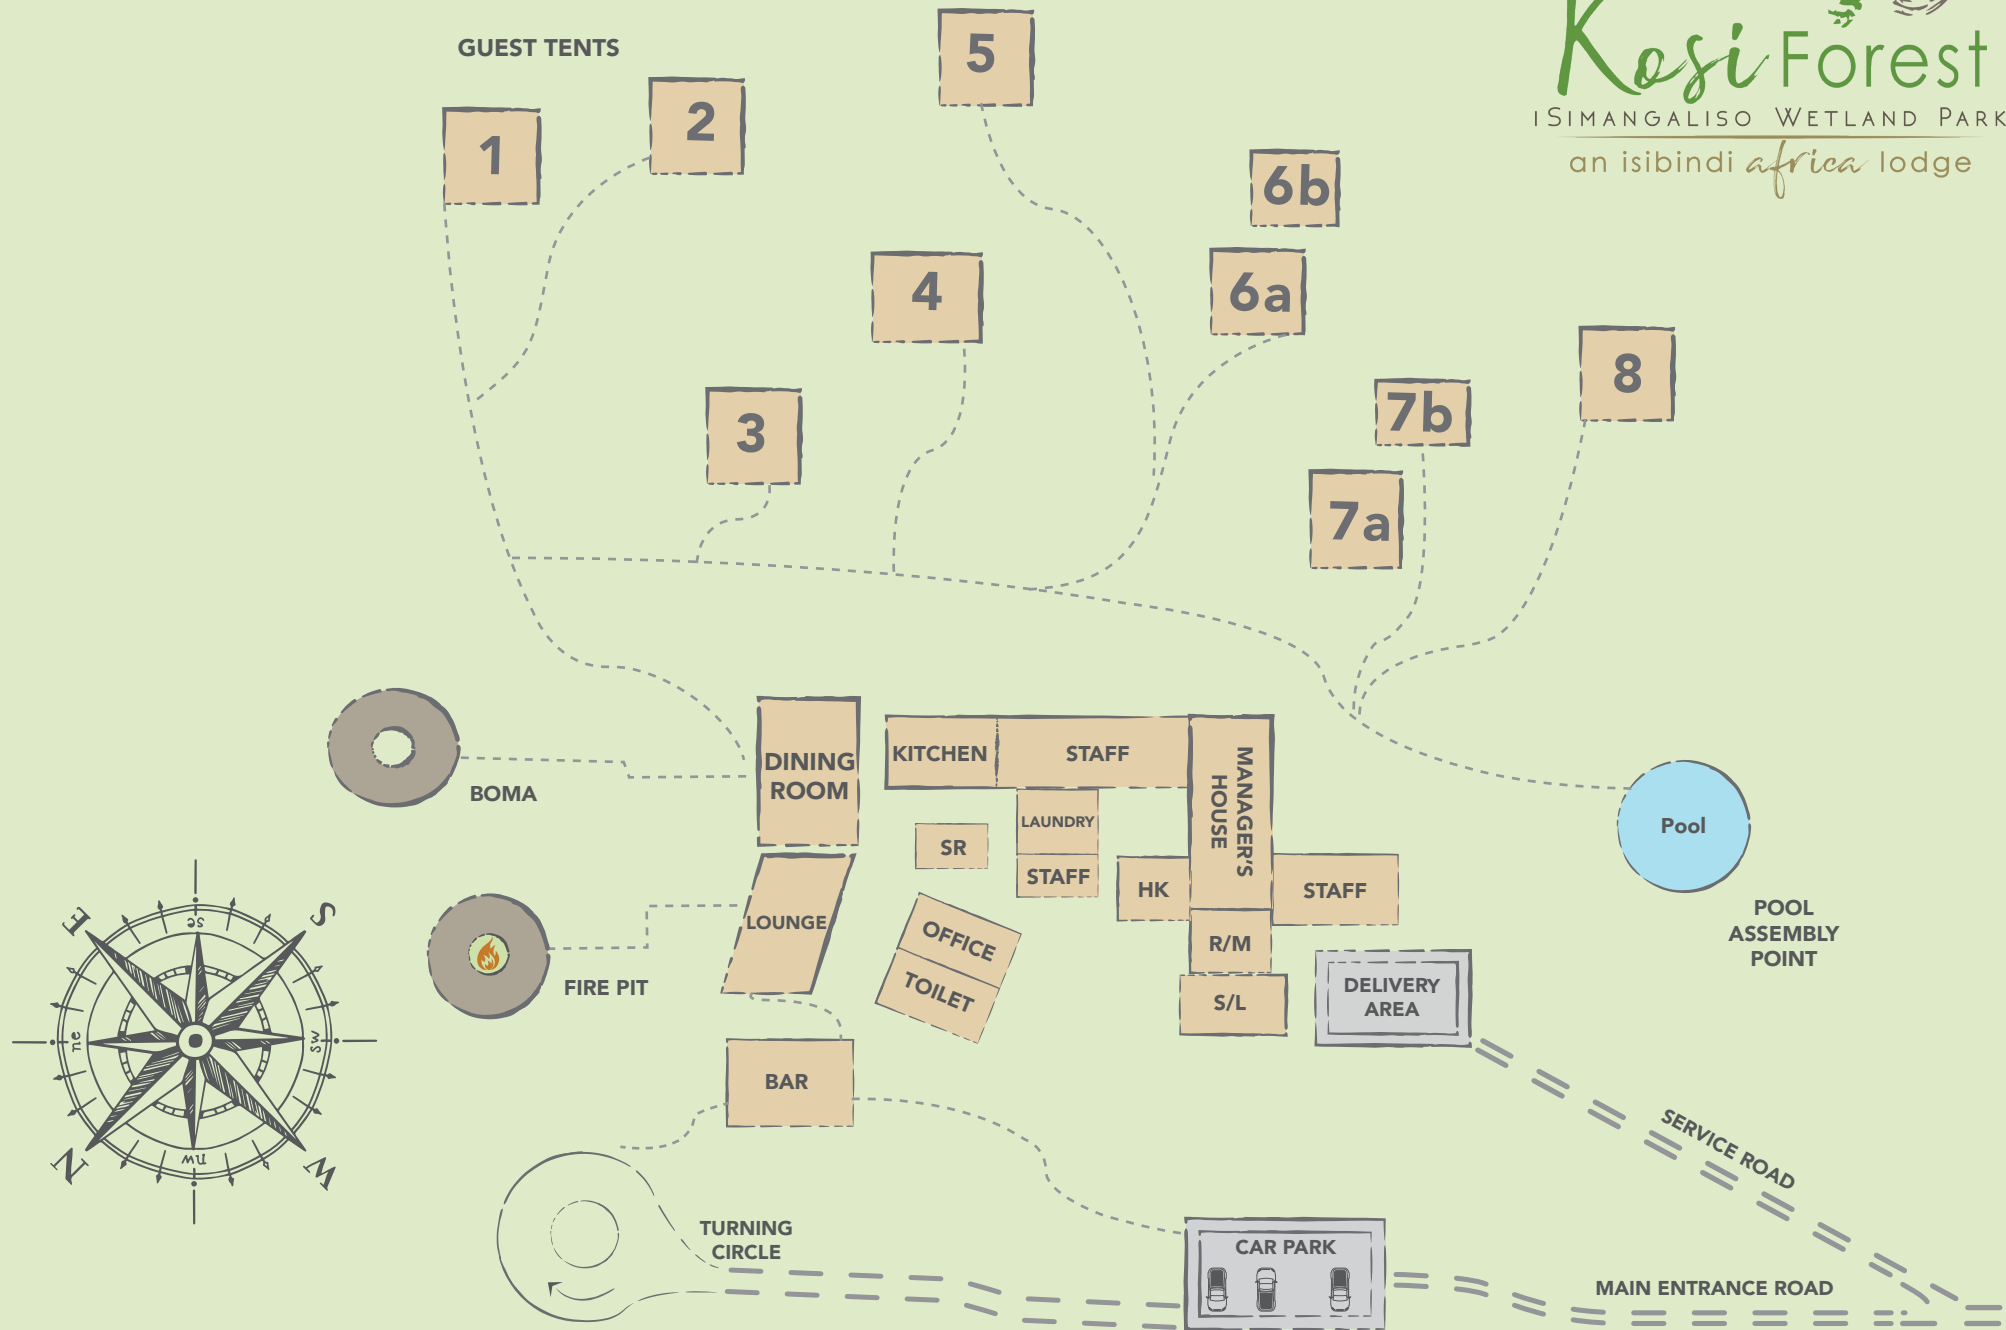 GUEST TENTS
Kosi Forest
iSimangaliso Wetland Park
an isibindi africa lodge
1
2
5
6b
4
6a
3
7b
8
7a
BOMA
DINING
ROOM
KITCHEN
STAFF
MANAGER'S
HOUSE
LAUNDRY
SR
STAFF
HK
STAFF
Pool
POOL
ASSEMBLY
POINT
LOUNGE
OFFICE
TOILET
R/M
S/L
DELIVERY
AREA
FIRE PIT
E
se
S
ne
sw
N
nw
W
BAR
SERVICE ROAD
TURNING
CIRCLE
CAR PARK
MAIN ENTRANCE ROAD